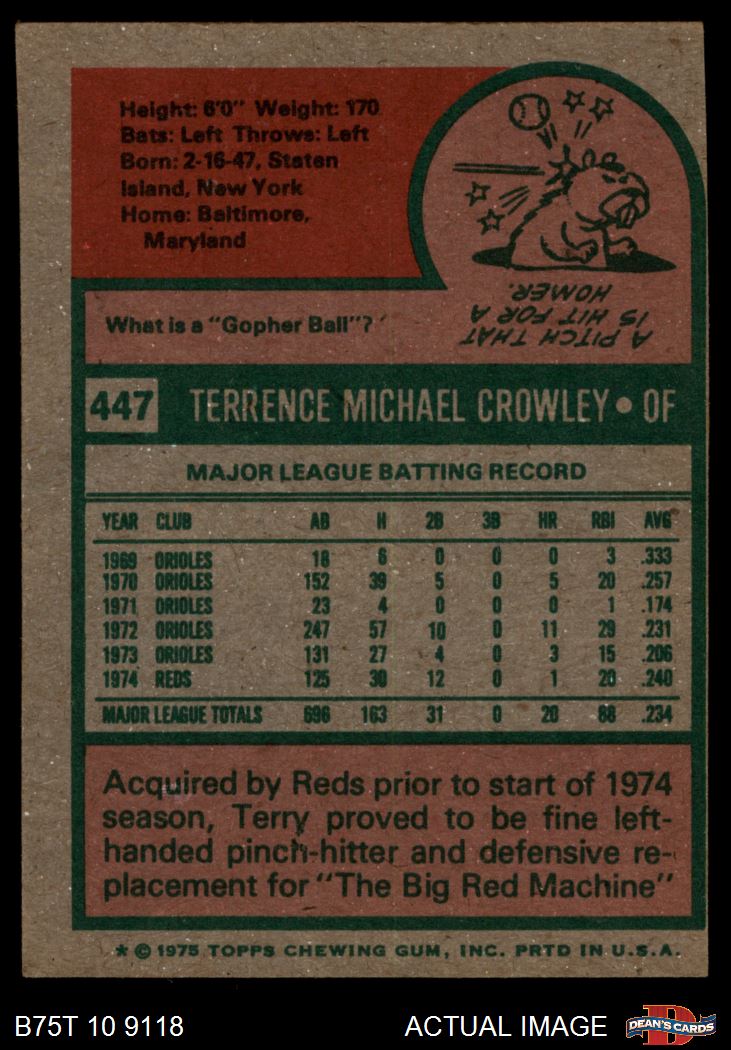 Height: 6'0" Weight: 170
Bats: Left Throws: Left
Born: 2-16-47, Staten
Island, New York
Home: Baltimore,
Maryland
What is a "Gopher Ball"?
A PITCH THAT
IS HIT FOR A
HOMER.
447 TERRENCE MICHAEL CROWLEY • OF
MAJOR LEAGUE BATTING RECORD
YEAR CLUB AB H 2B 3B HR RBI AVG
1969 ORIOLES 18 6 0 0 0 3 .333
1970 ORIOLES 152 39 5 0 5 20 .257
1971 ORIOLES 23 4 0 0 0 1 .174
1972 ORIOLES 247 57 10 0 11 29 .231
1973 ORIOLES 131 27 4 0 3 15 .206
1974 REDS 125 30 12 0 1 20 .240
MAJOR LEAGUE TOTALS 696 163 31 0 20 88 .234
Acquired by Reds prior to start of 1974
season, Terry proved to be fine left-
handed pinch-hitter and defensive re-
placement for "The Big Red Machine"
* © 1975 TOPPS CHEWING GUM, INC. PRTD IN U.S.A.
B75T 10 9118 ACTUAL IMAGE D DEAN'S CARDS